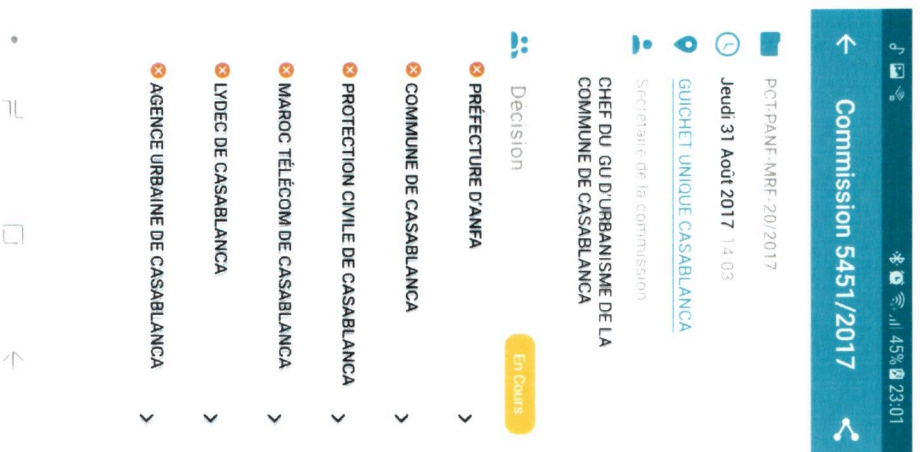 45% 23:01
Commission 5451/2017
PCT-PANF-MRF-20/2017
Jeudi 31 Août 2017 14:03
GUICHET UNIQUE CASABLANCA
Secrétaire de la commission
CHEF DU GU D'URBANISME DE LA
COMMUNE DE CASABLANCA
Décision En Cours
PRÉFECTURE D'ANFA
COMMUNE DE CASABLANCA
PROTECTION CIVILE DE CASABLANCA
MAROC TÉLÉCOM DE CASABLANCA
LYDEC DE CASABLANCA
AGENCE URBAINE DE CASABLANCA